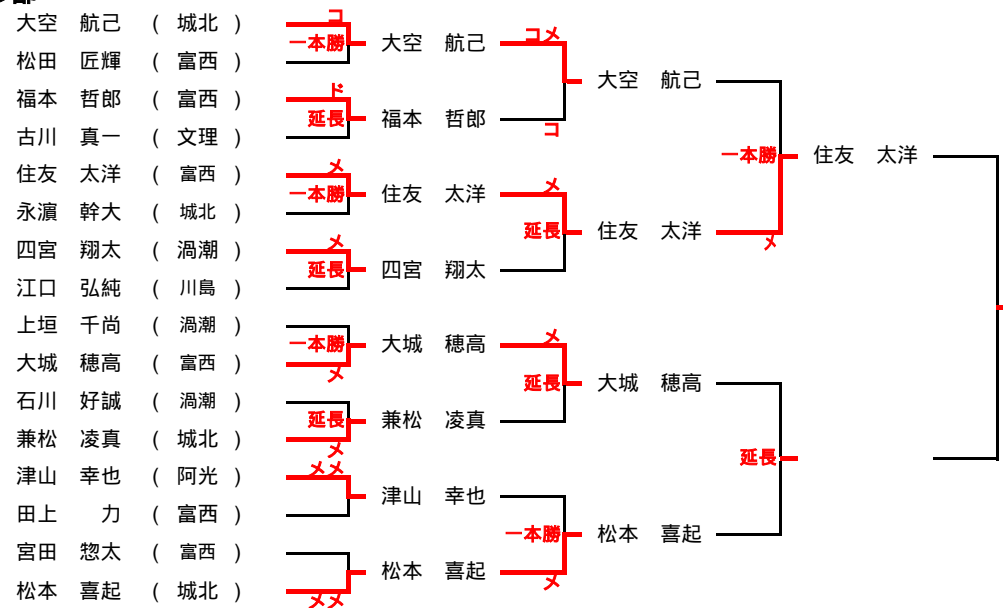 大空 航己 ( 城北 )
松田 匠輝 ( 富西 )
福本 哲郎 ( 富西 )
古川 真一 ( 文理 )
住友 太洋 ( 富西 )
永濵 幹大 ( 城北 )
四宮 翔太 ( 渦潮 )
江口 弘純 ( 川島 )
上垣 千尚 ( 渦潮 )
大城 穂高 ( 富西 )
石川 好誠 ( 渦潮 )
兼松 凌真 ( 城北 )
津山 幸也 ( 阿光 )
田上 力 ( 富西 )
宮田 惣太 ( 富西 )
松本 喜起 ( 城北 )
コ
一本勝
ド
延長
メ
一本勝
メ
延長
一本勝
メ
延長
メ
メメ
メメ
大空 航己
福本 哲郎
住友 太洋
四宮 翔太
大城 穂高
兼松 凌真
津山 幸也
松本 喜起
コメ
コ
メ
延長
メ
延長
一本勝
メ
大空 航己
住友 太洋
大城 穂高
松本 喜起
一本勝
メ
延長
住友 太洋